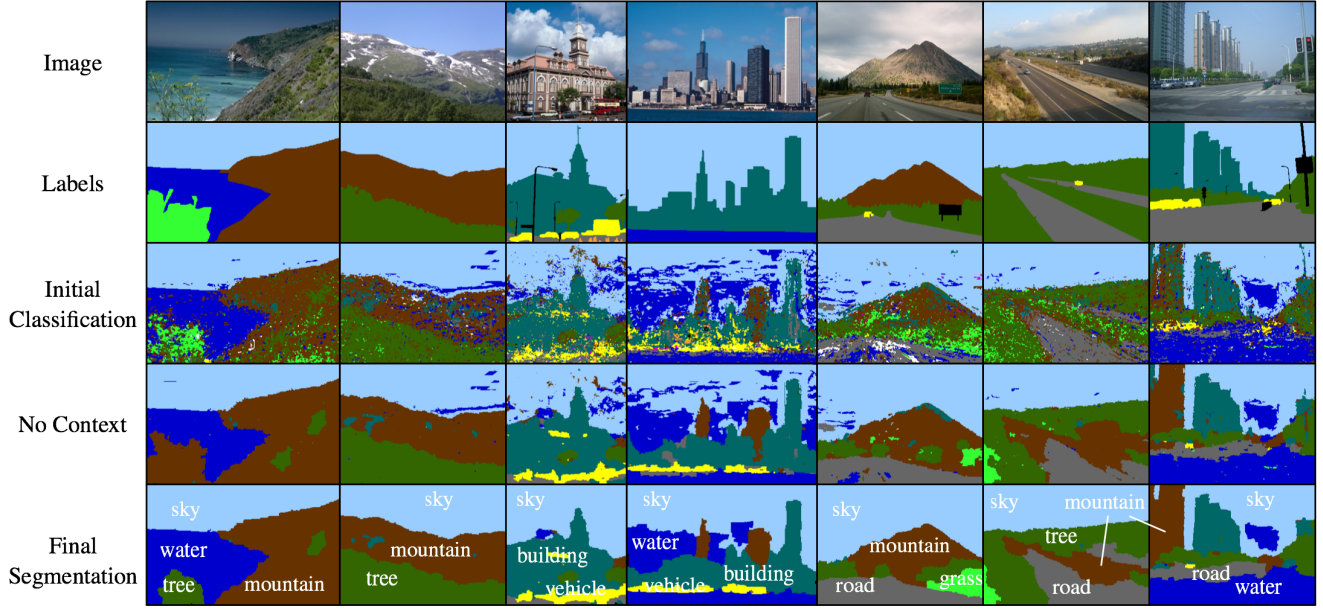 Image
Labels
Initial
Classification
No Context
Final
Segmentation
sky
water
tree
mountain
sky
mountain
tree
sky
building
vehicle
sky
water
vehicle
building
sky
mountain
road
grass
sky
mountain
tree
road
sky
road
water